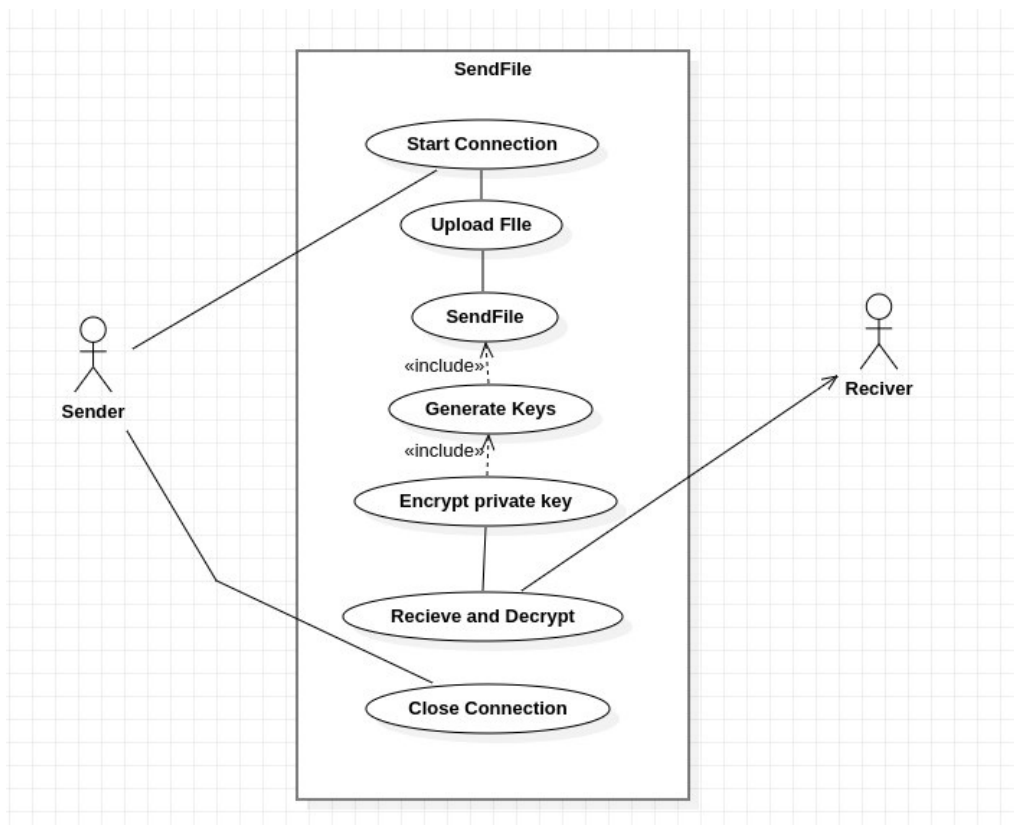 SendFile
Start Connection
Upload FIle
SendFile
«include»
Generate Keys
«include»
Encrypt private key
Recieve and Decrypt
Close Connection
Sender
Reciver